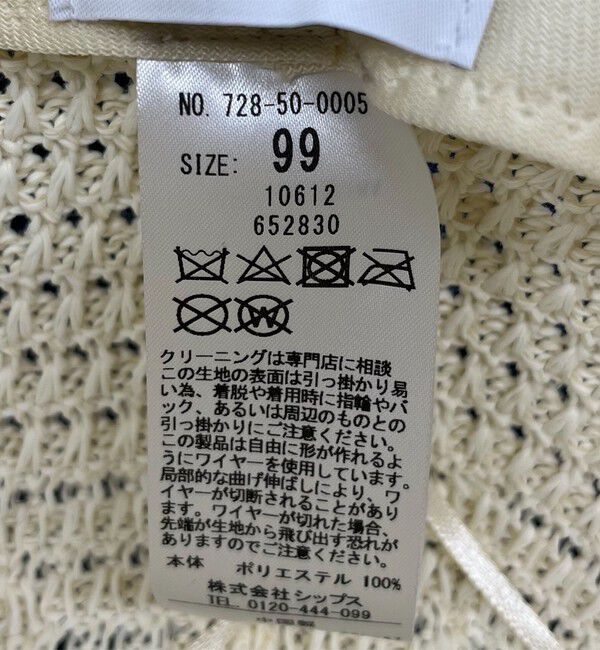 NO. 728-50-0005
SIZE: 99
10612
652830
クリーニングは専門店に相談
この生地の表面は引っ掛かり易
い為、着脱や着用時に指輪やバ
ック、あるいは周辺のものとの
引っ掛かりにご注意ください。
この製品は自由に形が作れるよ
うにワイヤーを使用しています。
局部的な曲げ伸ばしにより、ワ
イヤーが切断されることがあり
ます。ワイヤーが切れた場合、
先端が生地から飛び出す恐れが
ありますのでご注意ください。
本体 ポリエステル 100%
株式会社シップス
TEL. 0120-444-099
中国製